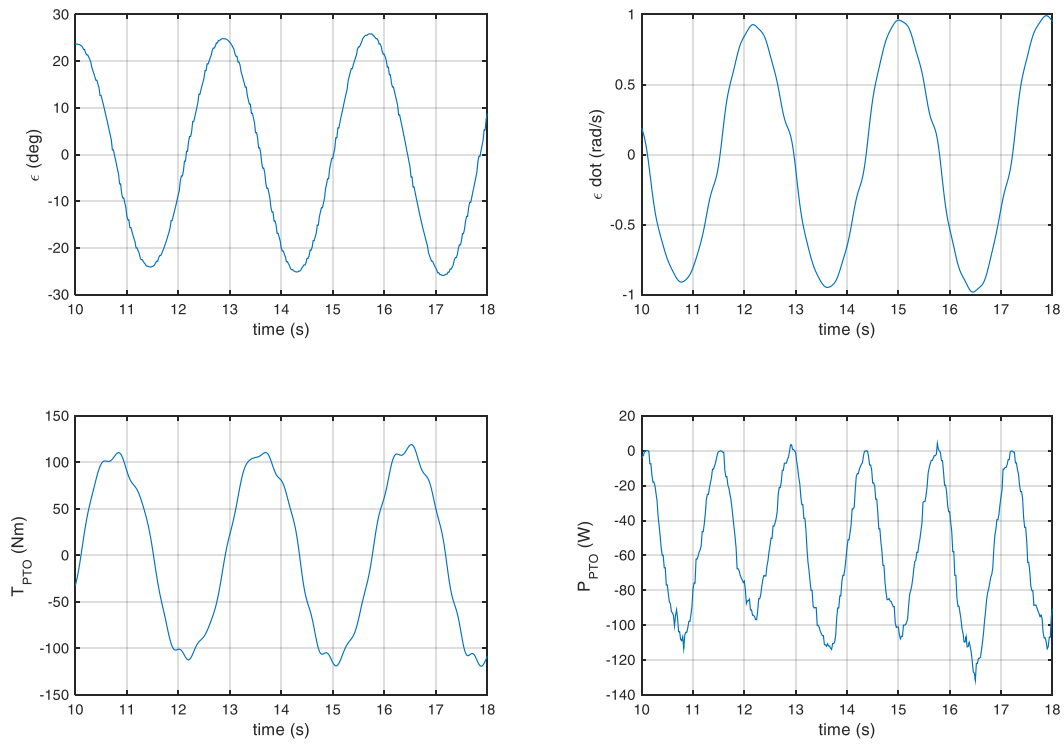 30
20
10
0
-10
-20
-30
ϵ (deg)
10 11 12 13 14 15 16 17 18
time (s)
1
0.5
0
-0.5
-1
ϵ dot (rad/s)
10 11 12 13 14 15 16 17 18
time (s)
150
100
50
0
-50
-100
-150
T_PTO (Nm)
10 11 12 13 14 15 16 17 18
time (s)
20
0
-20
-40
-60
-80
-100
-120
-140
P_PTO (W)
10 11 12 13 14 15 16 17 18
time (s)